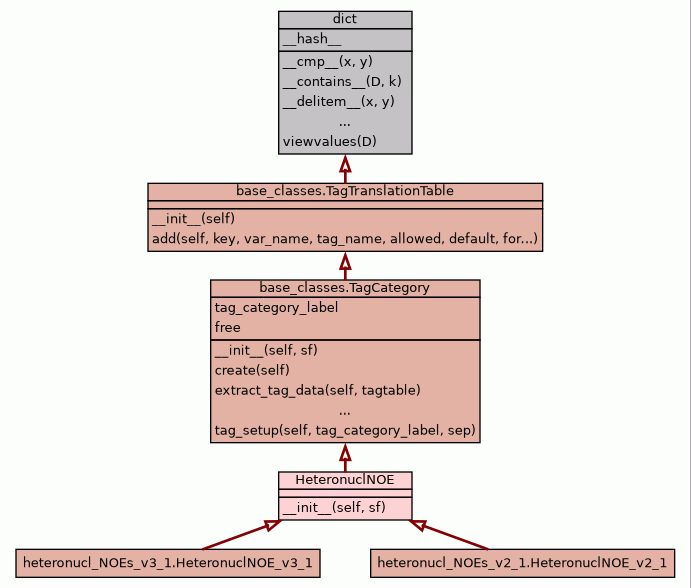 dict
__hash__
__cmp__(x, y)
__contains__(D, k)
__delitem__(x, y)
...
viewvalues(D)
base_classes.TagTranslationTable
__init__(self)
add(self, key, var_name, tag_name, allowed, default, for...)
base_classes.TagCategory
tag_category_label
free
__init__(self, sf)
create(self)
extract_tag_data(self, tagtable)
...
tag_setup(self, tag_category_label, sep)
HeteronuclNOE
__init__(self, sf)
heteronucl_NOEs_v3_1.HeteronuclNOE_v3_1
heteronucl_NOEs_v2_1.HeteronuclNOE_v2_1